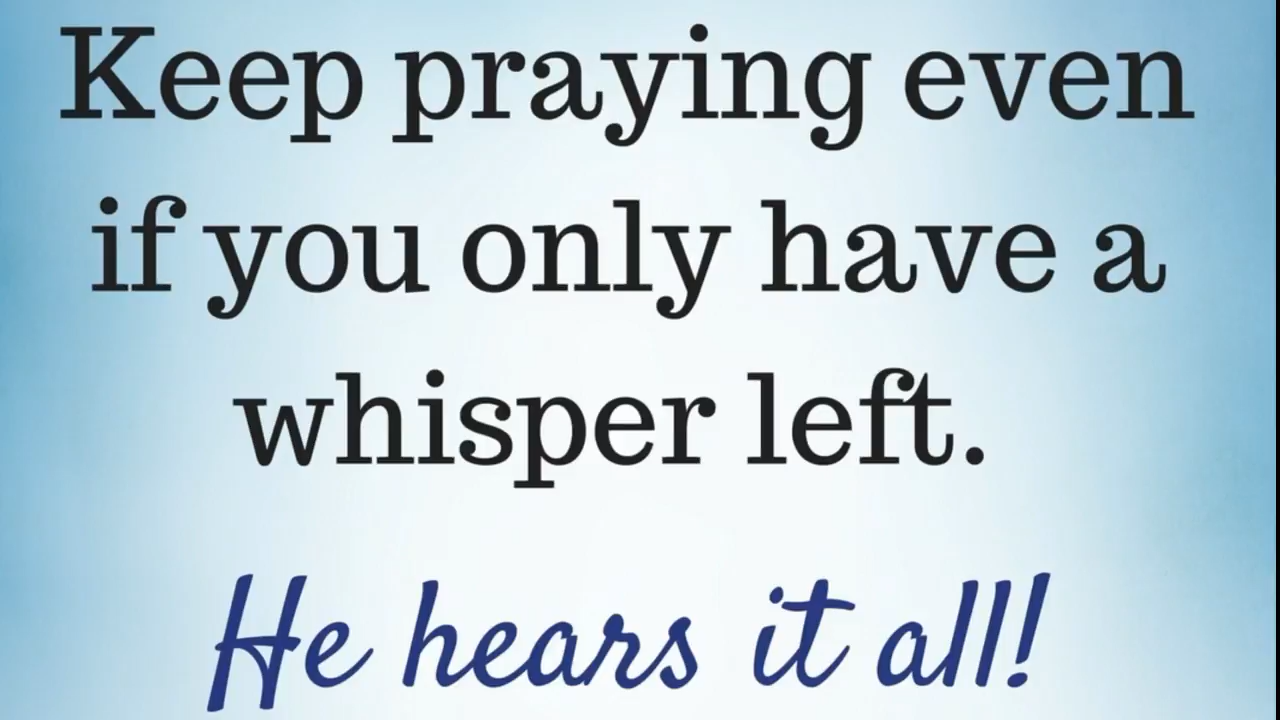 Keep praying even
if you only have a
whisper left.
He hears it all!